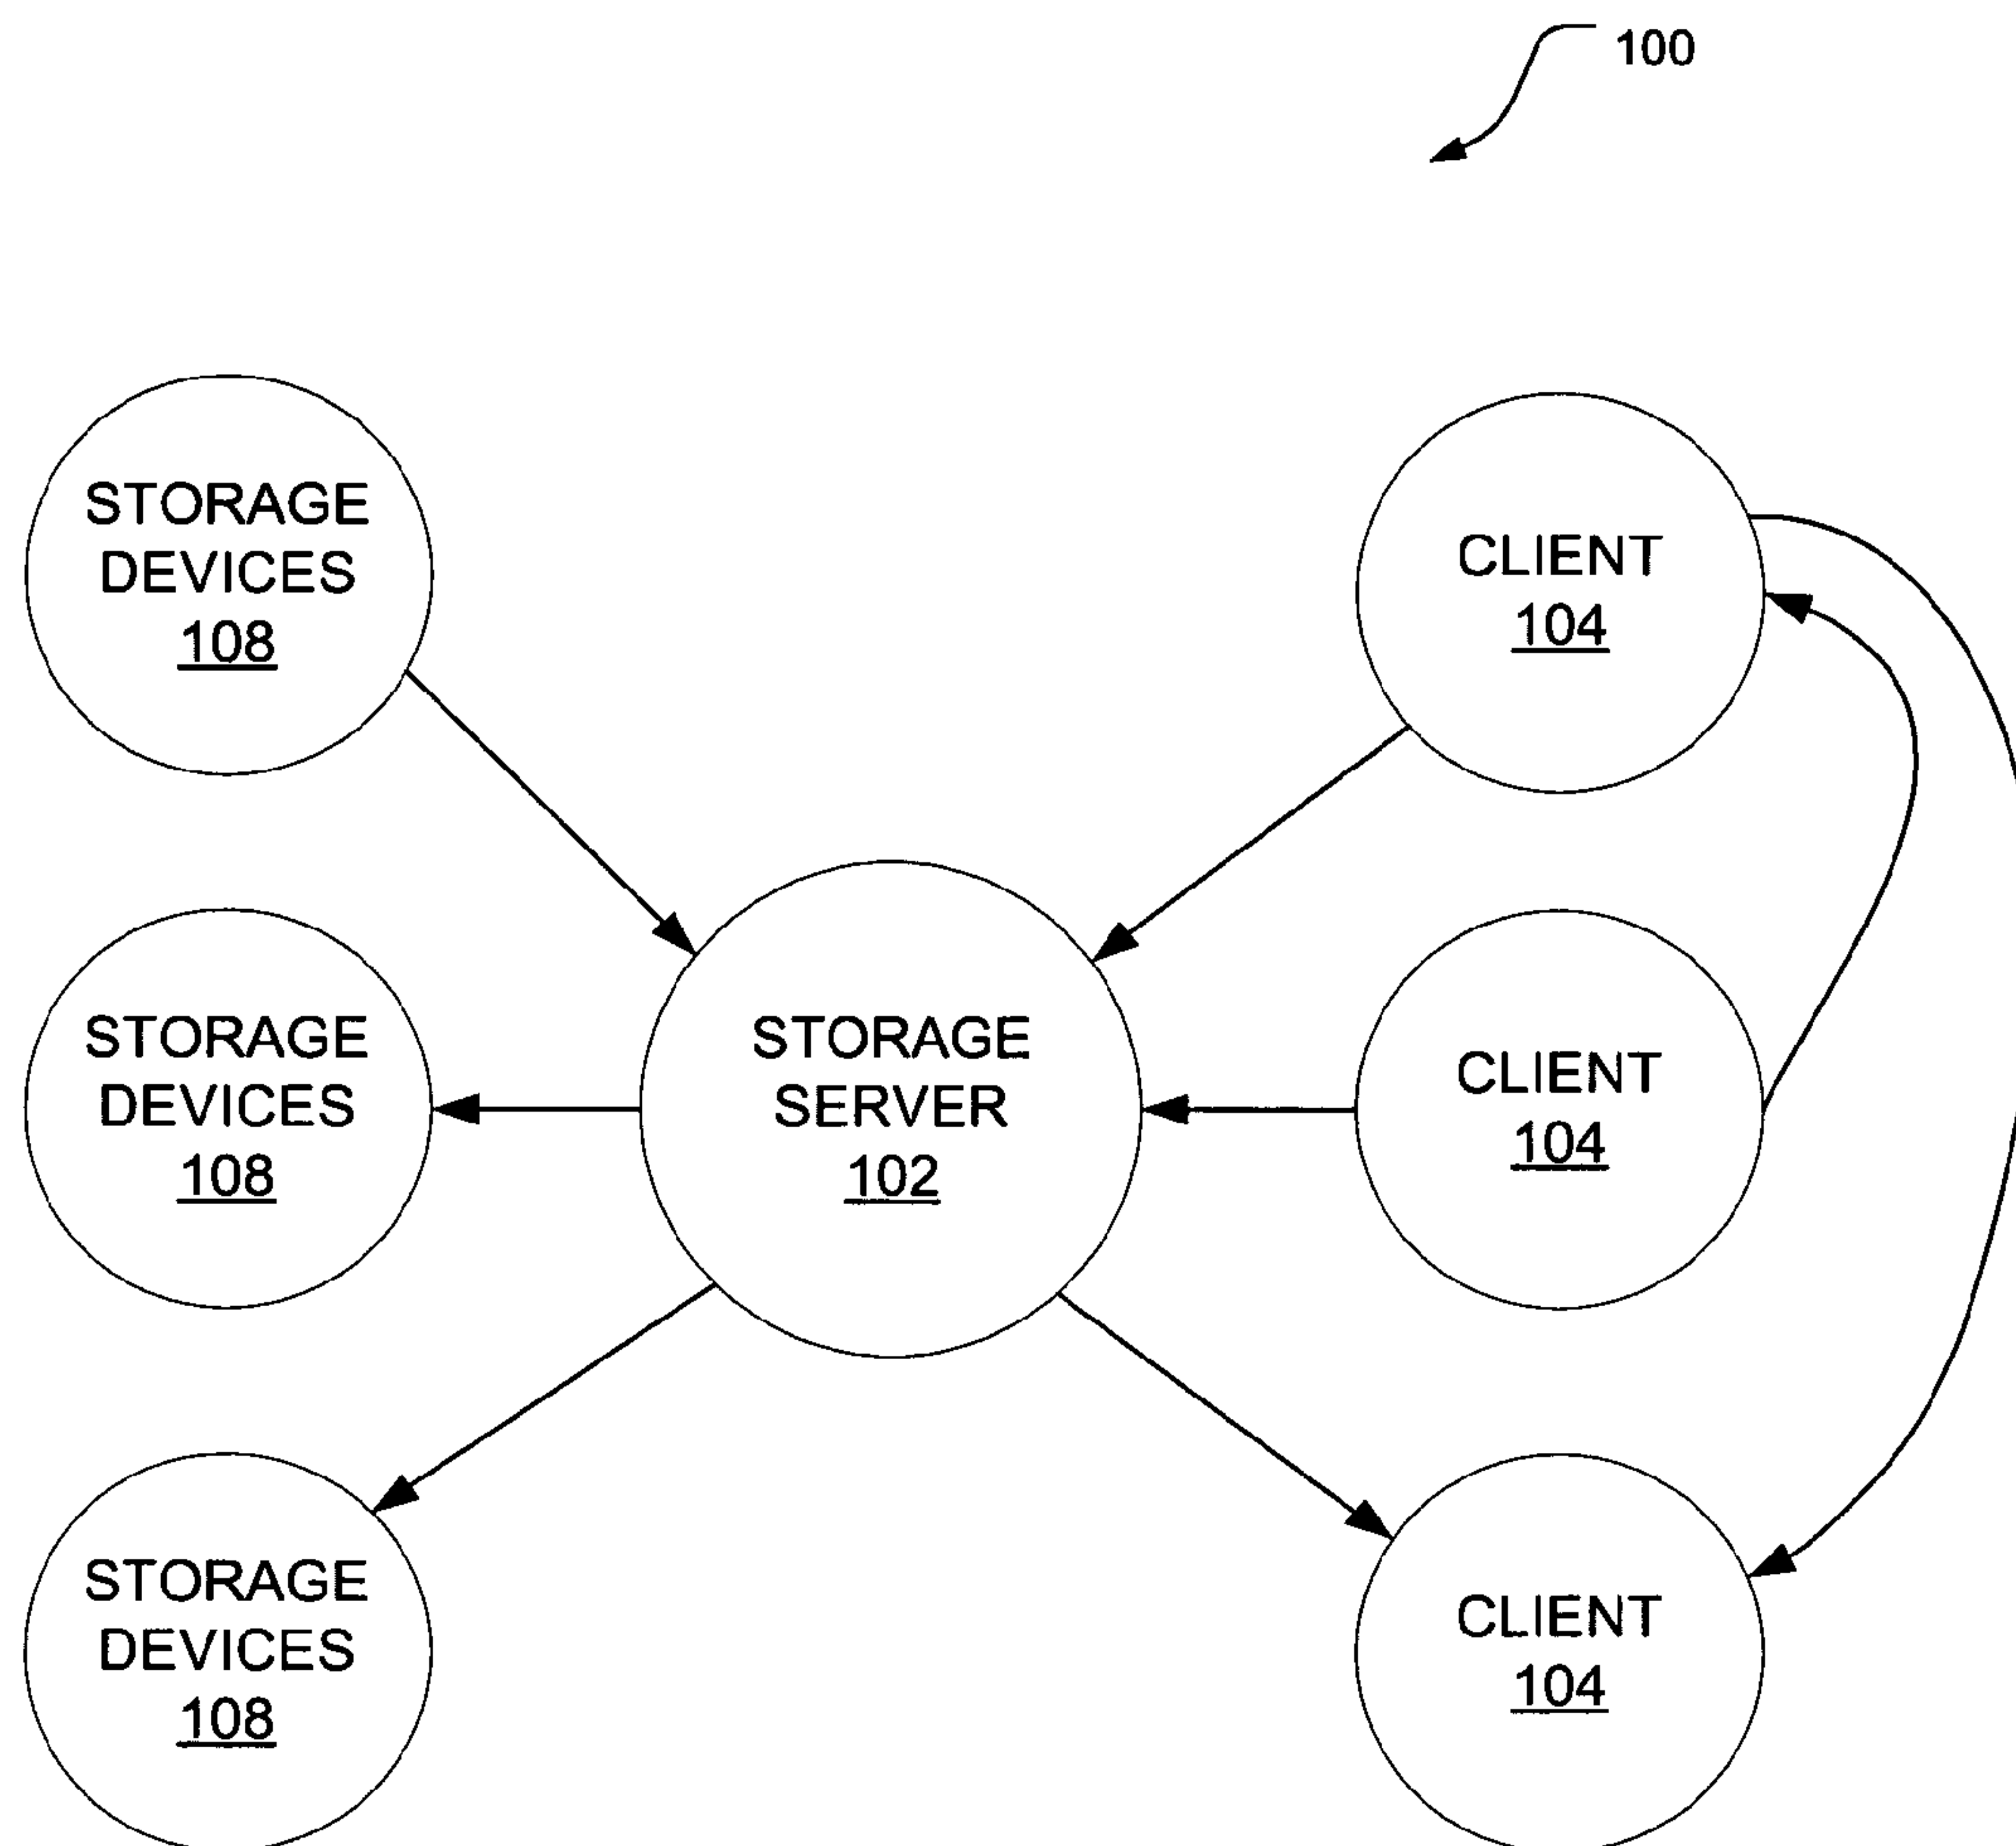 100
STORAGE
DEVICES
108
CLIENT
104
STORAGE
DEVICES
108
STORAGE
SERVER
102
CLIENT
104
STORAGE
DEVICES
108
CLIENT
104